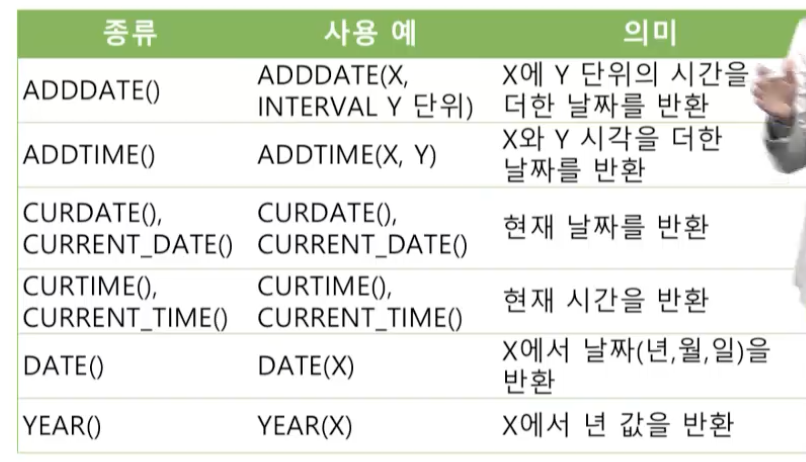 종류 사용 예 의미
ADDDATE() ADDDATE(X, INTERVAL Y 단위) X에 Y 단위의 시간을 더한 날짜를 반환
ADDTIME() ADDTIME(X, Y) X와 Y 시각을 더한 날짜를 반환
CURDATE(), CURRENT_DATE() CURDATE(), CURRENT_DATE() 현재 날짜를 반환
CURTIME(), CURRENT_TIME() CURTIME(), CURRENT_TIME() 현재 시간을 반환
DATE() DATE(X) X에서 날짜(년,월,일)을 반환
YEAR() YEAR(X) X에서 년 값을 반환